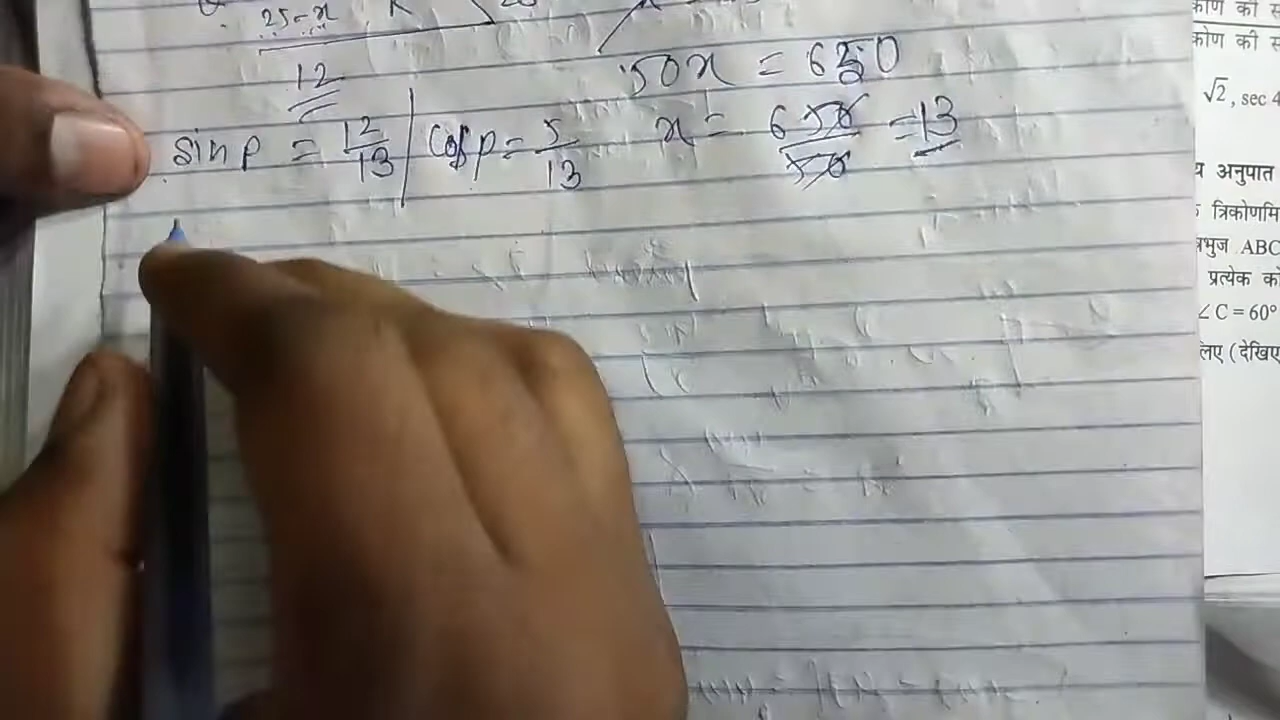 25-x
12
50x = 650
sin P = 12/13 | cos P = 5/13
x = 650/50 = 13
कोण की
कोण की
√2, sec 4
अनुपात
त्रिकोणमि
भुज ABC
प्रत्येक को
∠C = 60°
लिए (देखिए